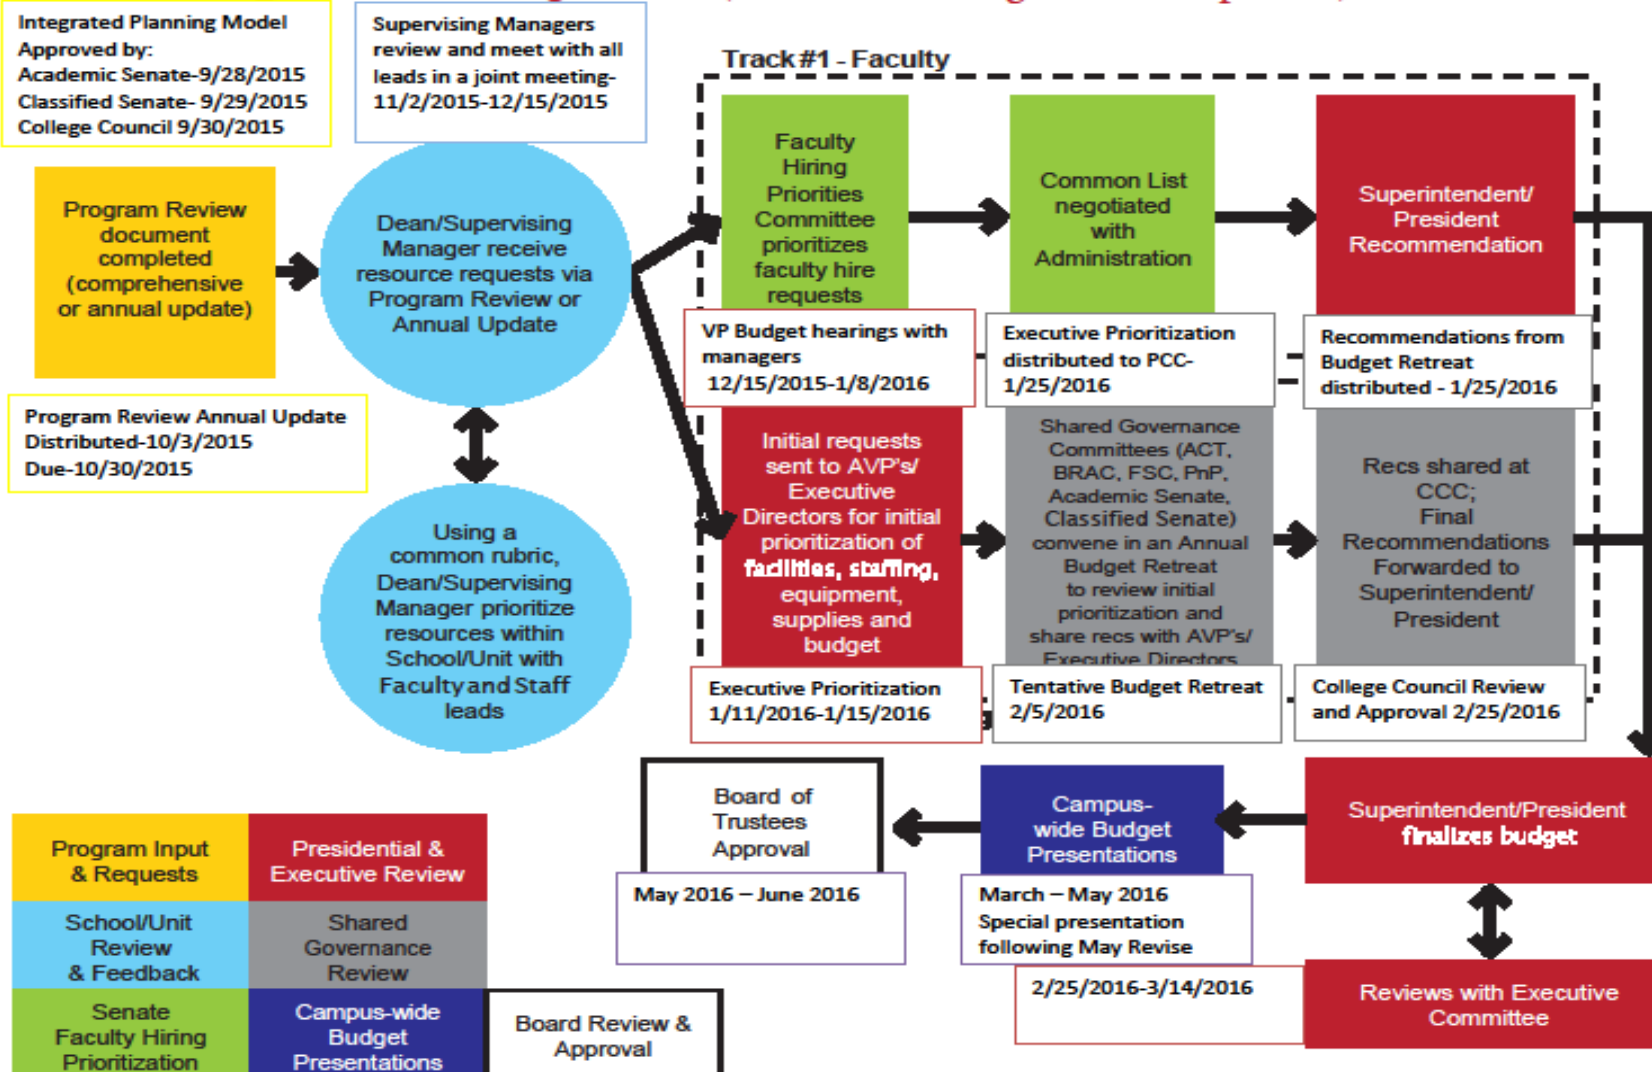 Integrated Planning Model
Approved by:
Academic Senate-9/28/2015
Classified Senate- 9/29/2015
College Council 9/30/2015
Supervising Managers
review and meet with all
leads in a joint meeting-
11/2/2015-12/15/2015
Track #1 - Faculty
Program Review
document
completed
(comprehensive
or annual update)
Dean/Supervising
Manager receive
resource requests via
Program Review or
Annual Update
Faculty
Hiring
Priorities
Committee
prioritizes
faculty hire
requests
Common List
negotiated
with
Administration
Superintendent/
President
Recommendation
VP Budget hearings with
managers
12/15/2015-1/8/2016
Executive Prioritization
distributed to PCC-
1/25/2016
Recommendations from
Budget Retreat
distributed - 1/25/2016
Program Review Annual Update
Distributed-10/3/2015
Due-10/30/2015
Using a
common rubric,
Dean/Supervising
Manager prioritize
resources within
School/Unit with
Faculty and Staff
leads
Initial requests
sent to AVP's/
Executive
Directors for initial
prioritization of
facilities, staffing,
equipment,
supplies and
budget
Shared Governance
Committees (ACT,
BRAC, FSC, PnP,
Academic Senate,
Classified Senate)
convene in an Annual
Budget Retreat
to review initial
prioritization and
share recs with AVP's/
Executive Directors
Recs shared at
CCC;
Final
Recommendations
Forwarded to
Superintendent/
President
Executive Prioritization
1/11/2016-1/15/2016
Tentative Budget Retreat
2/5/2016
College Council Review
and Approval 2/25/2016
Board of
Trustees
Approval
Campus-
wide Budget
Presentations
Superintendent/President
finalizes budget
May 2016 – June 2016
March – May 2016
Special presentation
following May Revise
2/25/2016-3/14/2016
Reviews with Executive
Committee
Program Input
& Requests
Presidential &
Executive Review
School/Unit
Review
& Feedback
Shared
Governance
Review
Senate
Faculty Hiring
Prioritization
Campus-wide
Budget
Presentations
Board Review &
Approval